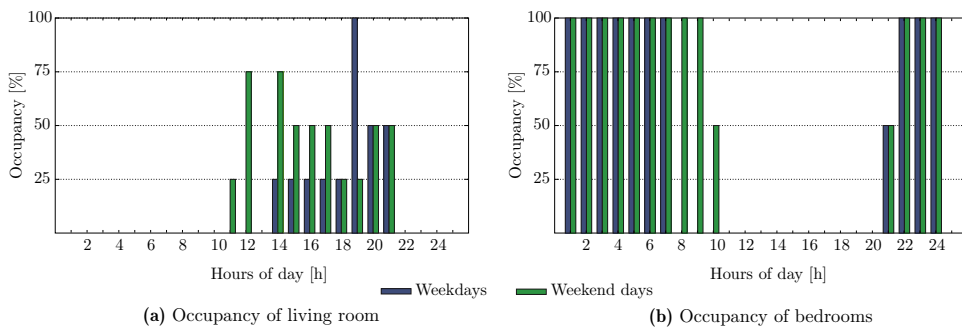 100
75
50
25
Occupancy [%]
2 4 6 8 10 12 14 16 18 20 22 24
Hours of day [h]
100
75
50
25
Occupancy [%]
2 4 6 8 10 12 14 16 18 20 22 24
Hours of day [h]
Weekdays Weekend days
(a) Occupancy of living room
(b) Occupancy of bedrooms